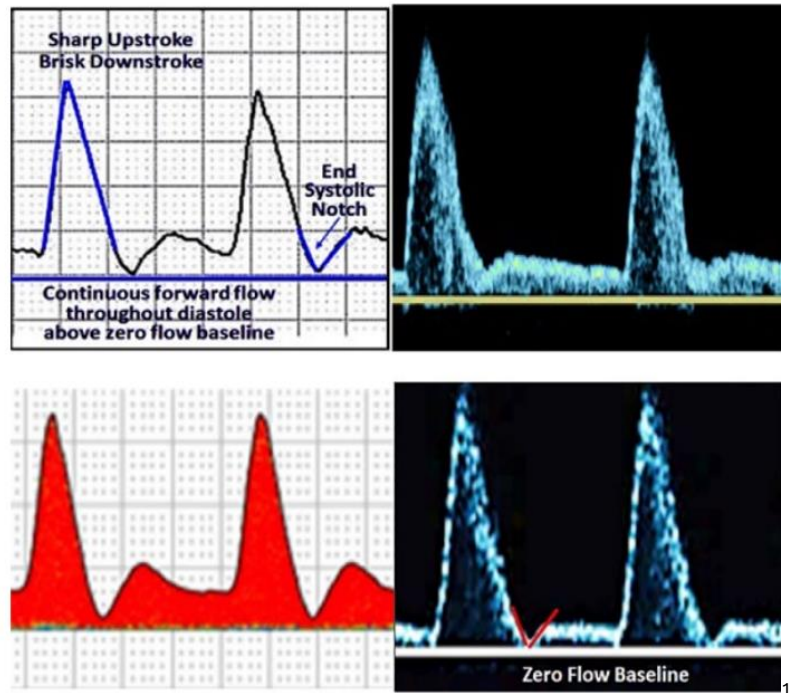 Sharp Upstroke
Brisk Downstroke
End
Systolic
Notch
Continuous forward flow
throughout diastole
above zero flow baseline
Zero Flow Baseline
1